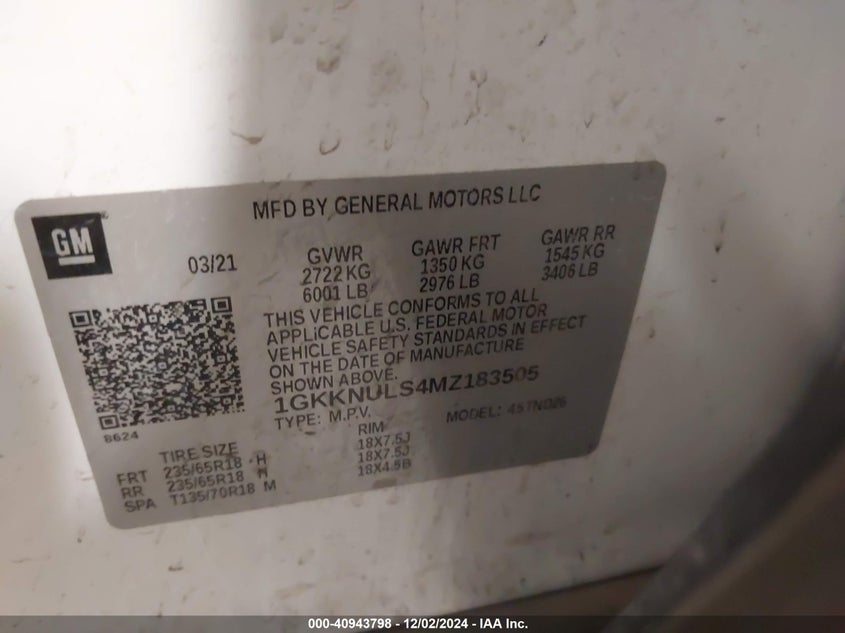 MFD BY GENERAL MOTORS LLC
GM
03/21
GVWR
2722 KG
6001 LB
GAWR FRT
1350 KG
2976 LB
GAWR RR
1545 KG
3406 LB
THIS VEHICLE CONFORMS TO ALL
APPLICABLE U.S. FEDERAL MOTOR
VEHICLE SAFETY STANDARDS IN EFFECT
ON THE DATE OF MANUFACTURE
SHOWN ABOVE.
1GKKNULS4MZ183505
TYPE: M.P.V. MODEL:
8624
TIRE SIZE RIM
FRT 235/65R18 H 18X7.5J
RR 235/65R18 H 18X7.5J
SPA T135/70R18 M 18X4.5B
000-40943798 - 12/02/2024 - IAA Inc.